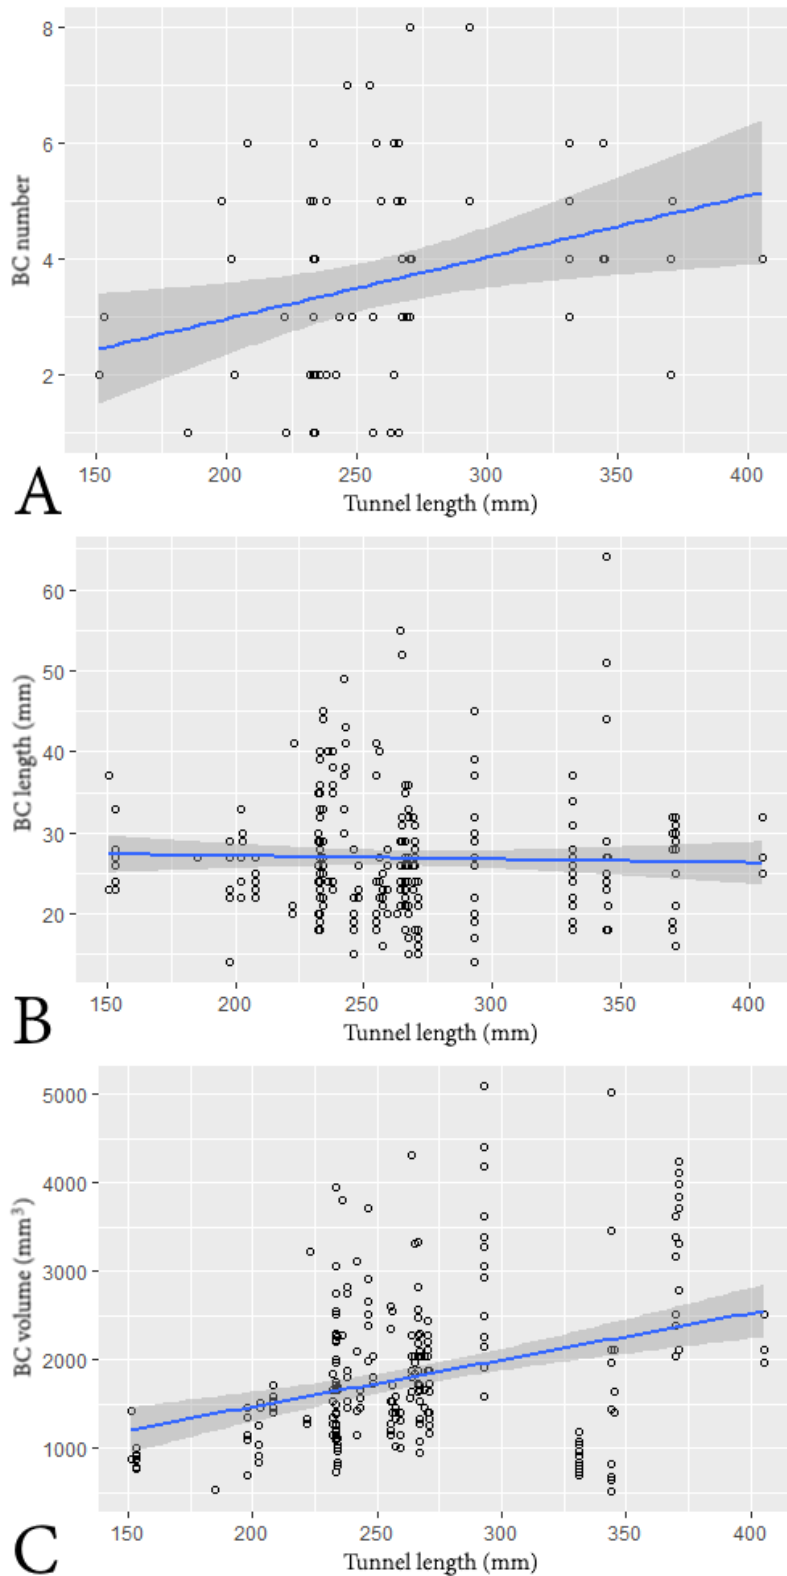 8
6
4
2
BC number
150 200 250 300 350 400
Tunnel length (mm)
A
60
50
40
30
20
BC length (mm)
150 200 250 300 350 400
Tunnel length (mm)
B
5000
4000
3000
2000
1000
BC volume (mm³)
150 200 250 300 350 400
Tunnel length (mm)
C